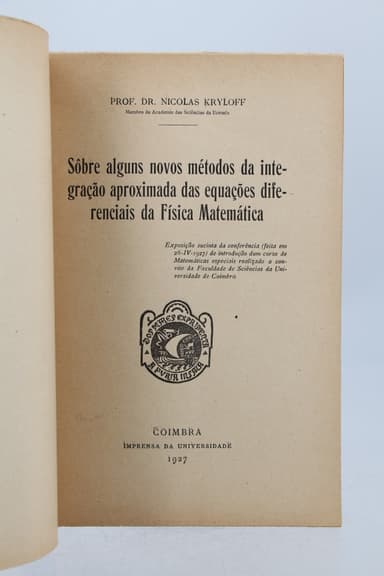 PROF. DR. NICOLAS KRYLOFF
Membro da Academia das Sciências da Ucrania
Sôbre alguns novos métodos da inte-
gração aproximada das equações dife-
renciais da Física Matemática
Exposição sucinta da conferência (feita em
26-IV-1927) de introdução dum curso de
Matemáticas especiais realizado a con-
vite da Faculdade de Sciências da Uni-
versidade de Coimbra
COIMBRA
IMPRENSA DA UNIVERSIDADE
1927